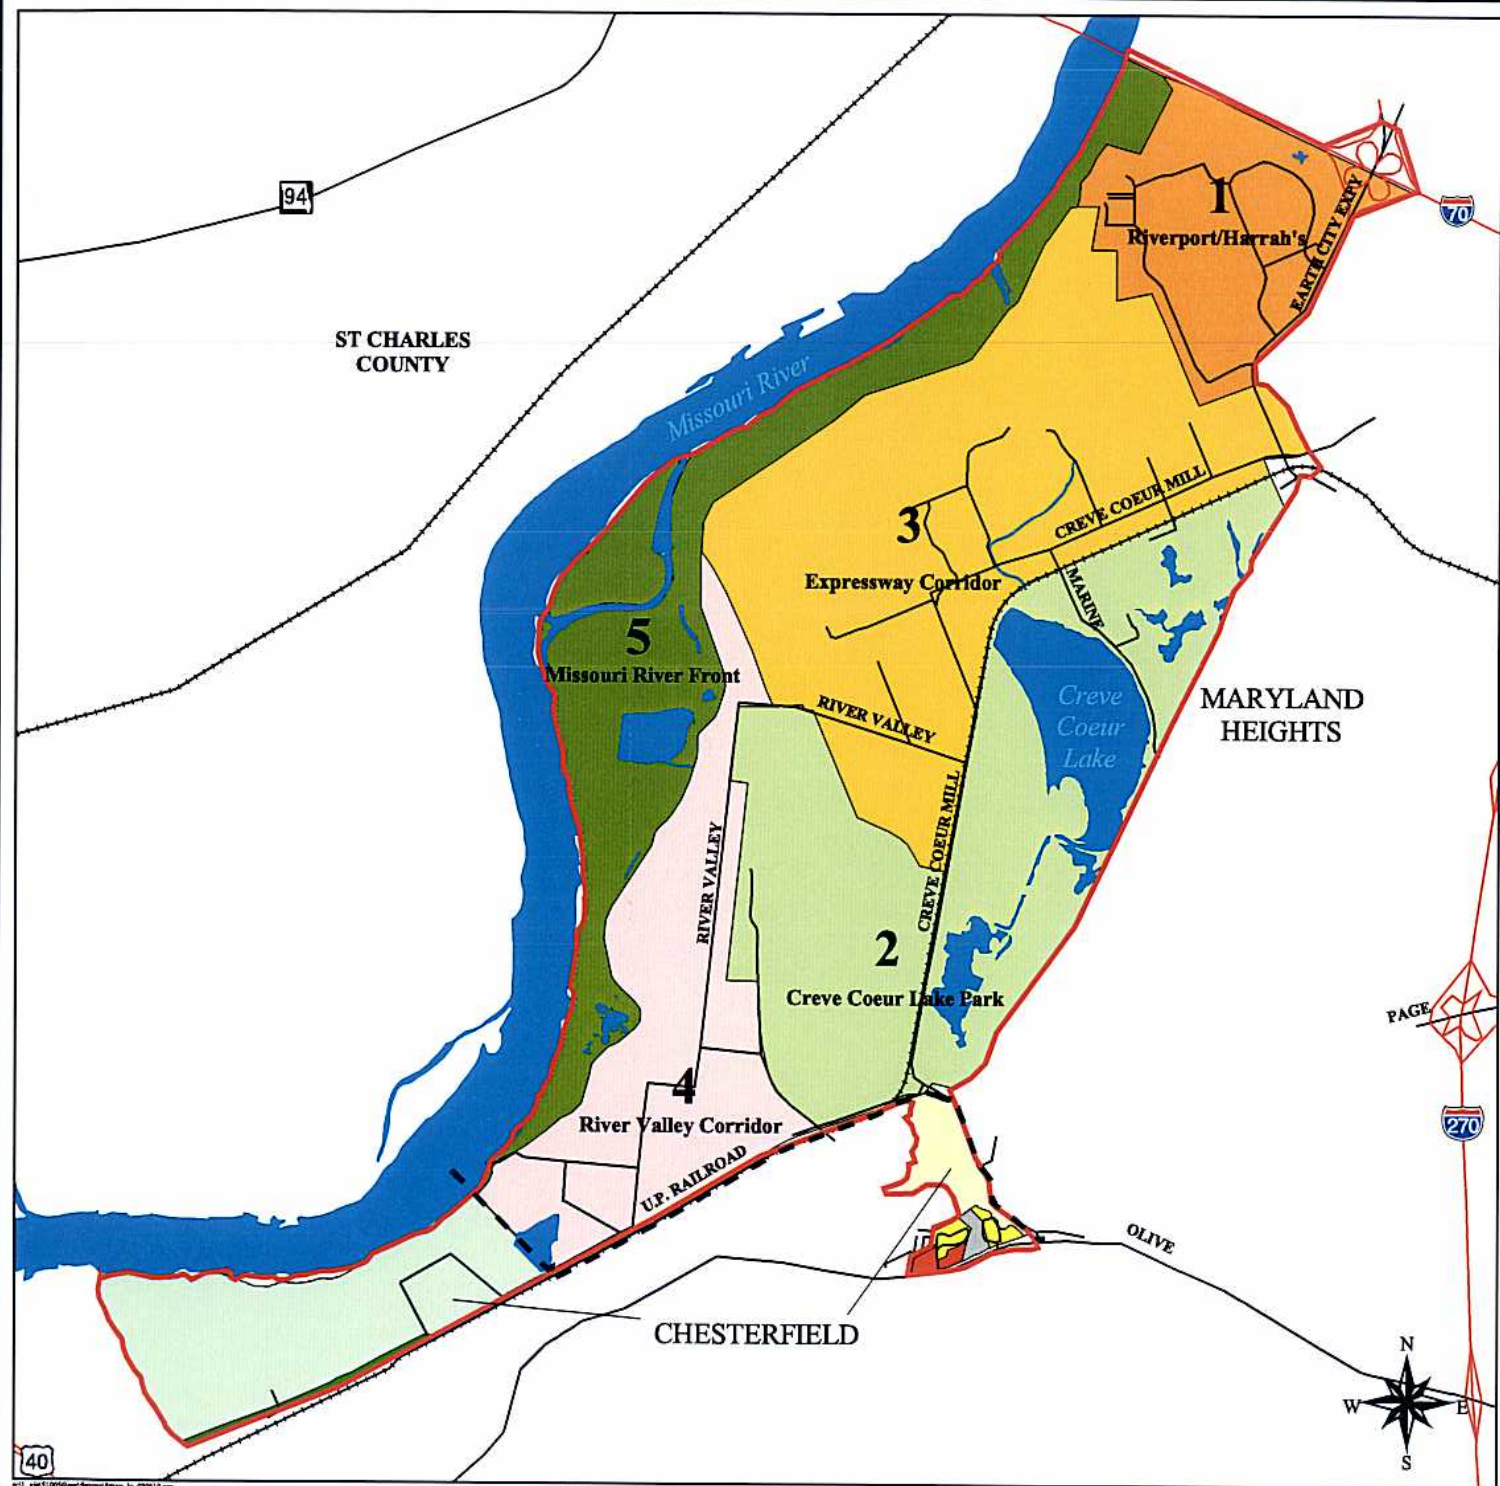 94
1
Riverport/Harrah's
EARTH CITY EXPY
70
ST CHARLES
COUNTY
Missouri River
3
CREVE COEUR MILL
Expressway Corridor
MARINE
5
Missouri River Front
RIVER VALLEY
Creve
Coeur
Lake
MARYLAND
HEIGHTS
RIVER VALLEY
CREVE COEUR MILL
2
Creve Coeur Lake Park
PAGE
4
River Valley Corridor
270
U.P. RAILROAD
OLIVE
CHESTERFIELD
N
W
E
S
40